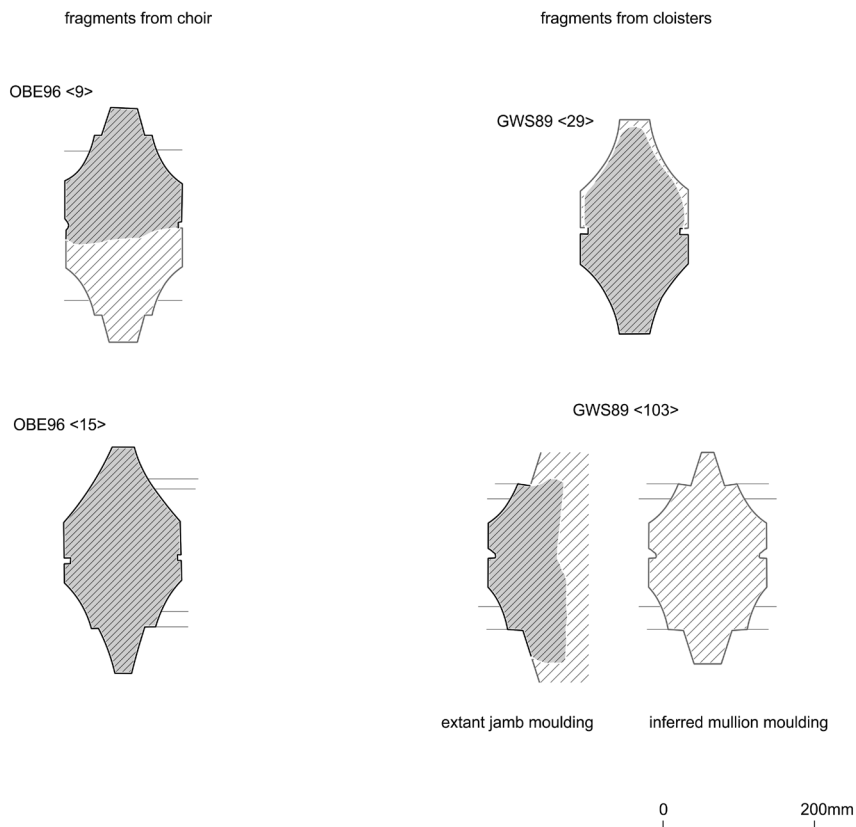 fragments from choir
fragments from cloisters
OBE96 <9>
GWS89 <29>
OBE96 <15>
GWS89 <103>
extant jamb moulding
inferred mullion moulding
0
200mm